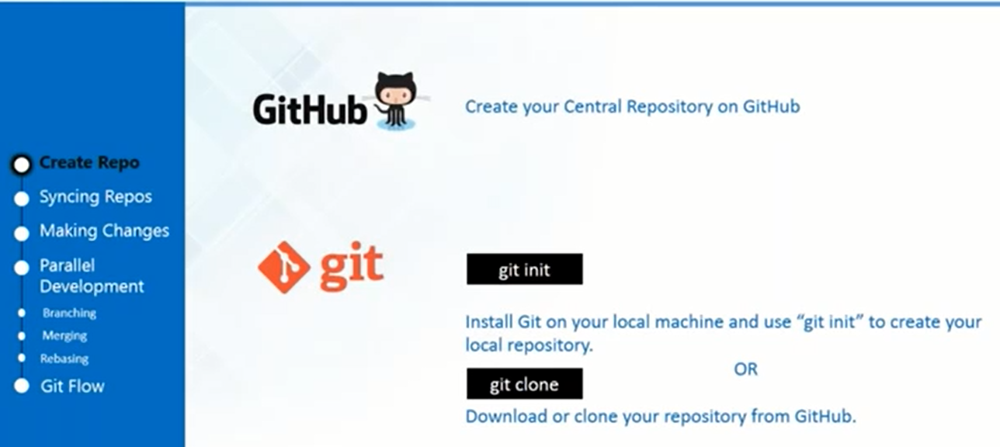 GitHub
Create your Central Repository on GitHub
Create Repo
Syncing Repos
Making Changes
Parallel
Development
Branching
Merging
Rebasing
Git Flow
git
git init
Install Git on your local machine and use “git init” to create your
local repository.
OR
git clone
Download or clone your repository from GitHub.